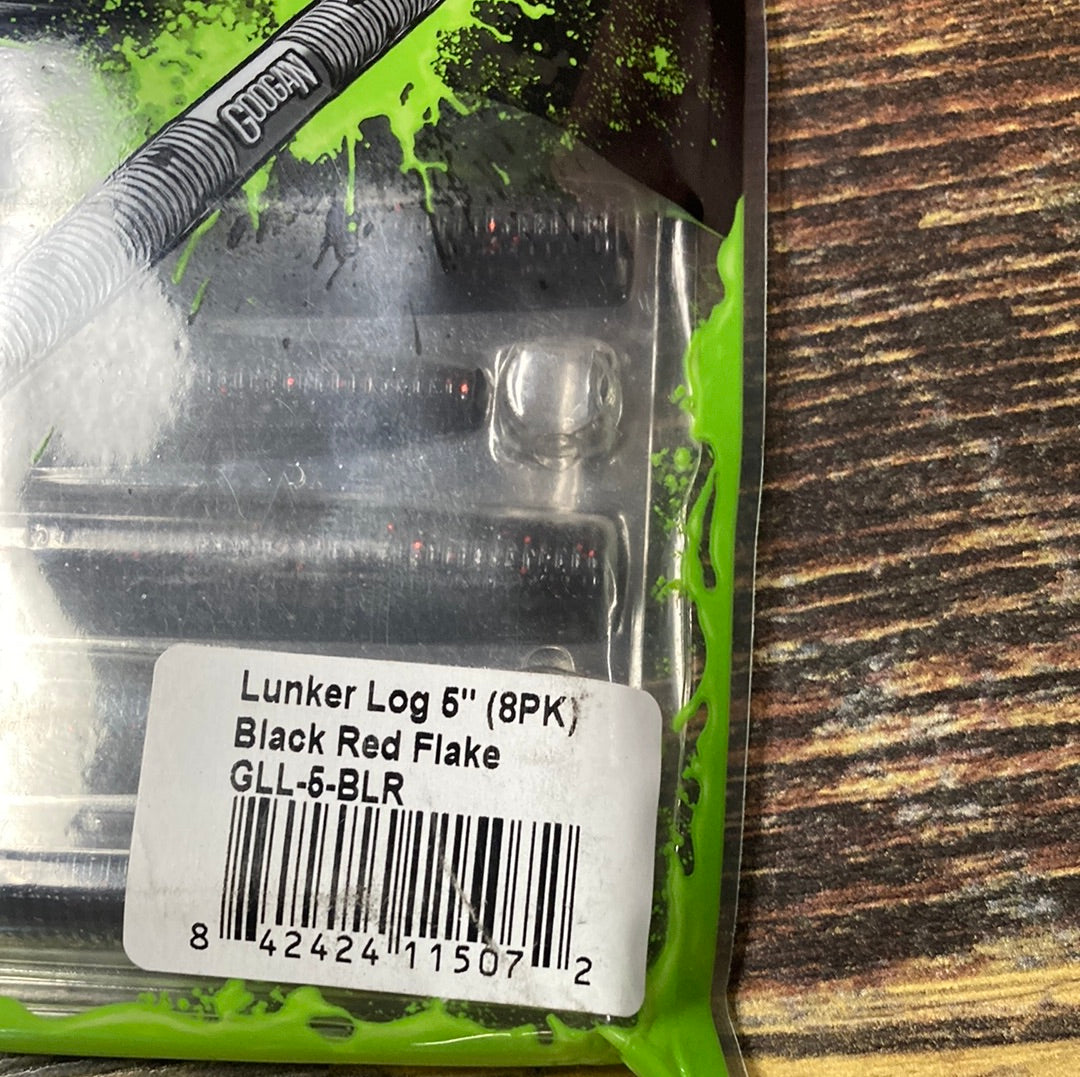 GOOGAN
Lunker Log 5" (8PK)
Black Red Flake
GLL-5-BLR
8 42424 11507 2